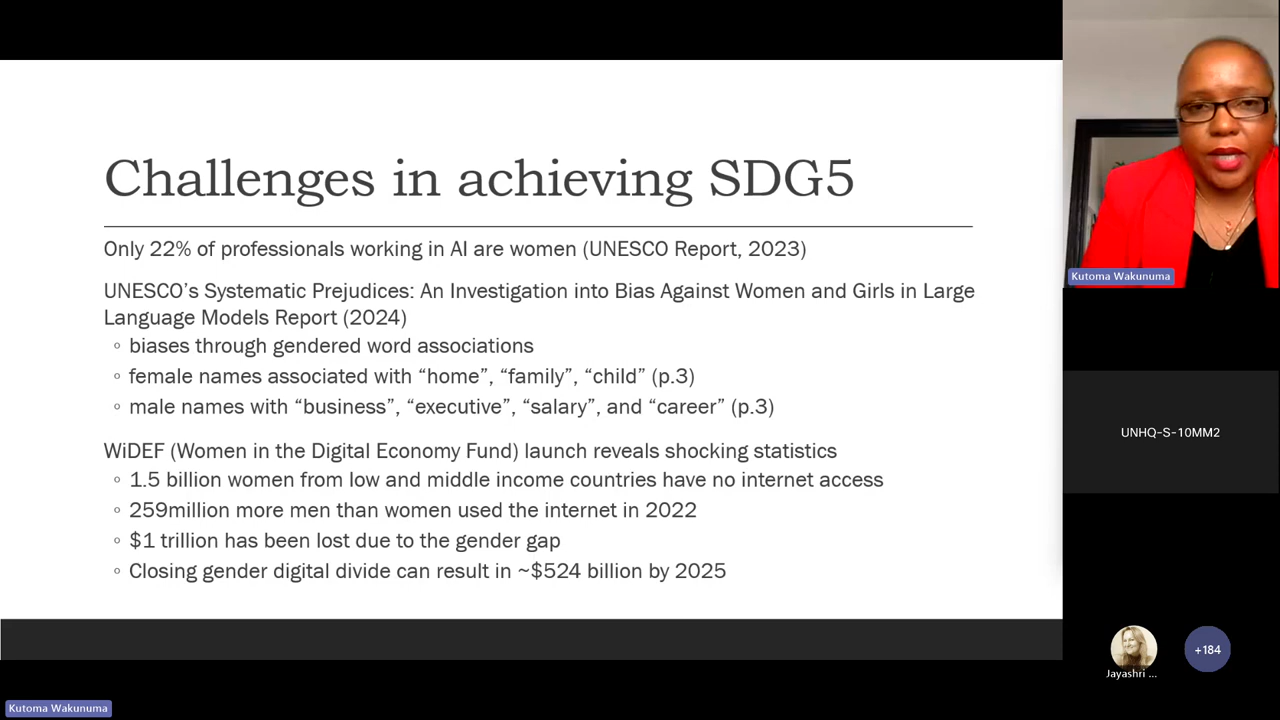 Challenges in achieving SDG5
Only 22% of professionals working in AI are women (UNESCO Report, 2023)
UNESCO’s Systematic Prejudices: An Investigation into Bias Against Women and Girls in Large
Language Models Report (2024)
◦ biases through gendered word associations
◦ female names associated with “home”, “family”, “child” (p.3)
◦ male names with “business”, “executive”, “salary”, and “career” (p.3)
WiDEF (Women in the Digital Economy Fund) launch reveals shocking statistics
◦ 1.5 billion women from low and middle income countries have no internet access
◦ 259million more men than women used the internet in 2022
◦ $1 trillion has been lost due to the gender gap
◦ Closing gender digital divide can result in ~$524 billion by 2025
Kutoma Wakunuma
UNHQ-S-10MM2
+184
Jayashri ...
Kutoma Wakunuma